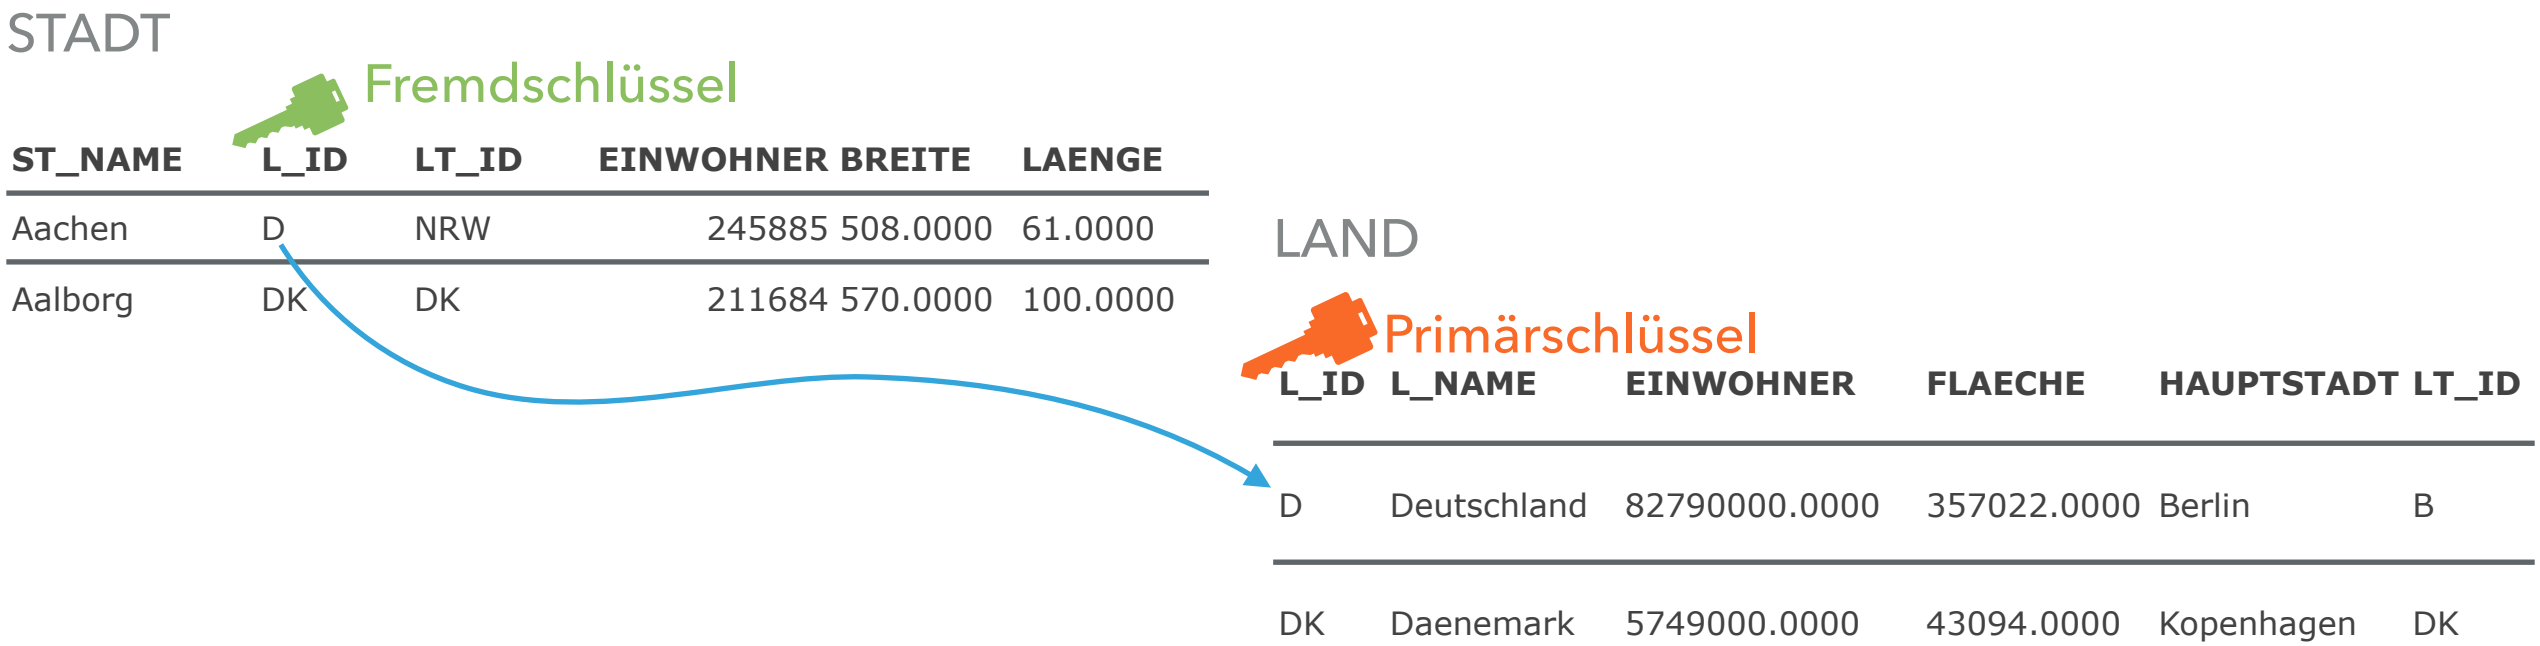 STADT
Fremdschlüssel
ST_NAME L_ID LT_ID EINWOHNER BREITE LAENGE
Aachen D NRW 245885 508.0000 61.0000
Aalborg DK DK 211684 570.0000 100.0000
LAND
Primärschlüssel
L_ID L_NAME EINWOHNER FLAECHE HAUPTSTADT LT_ID
D Deutschland 82790000.0000 357022.0000 Berlin B
DK Daenemark 5749000.0000 43094.0000 Kopenhagen DK